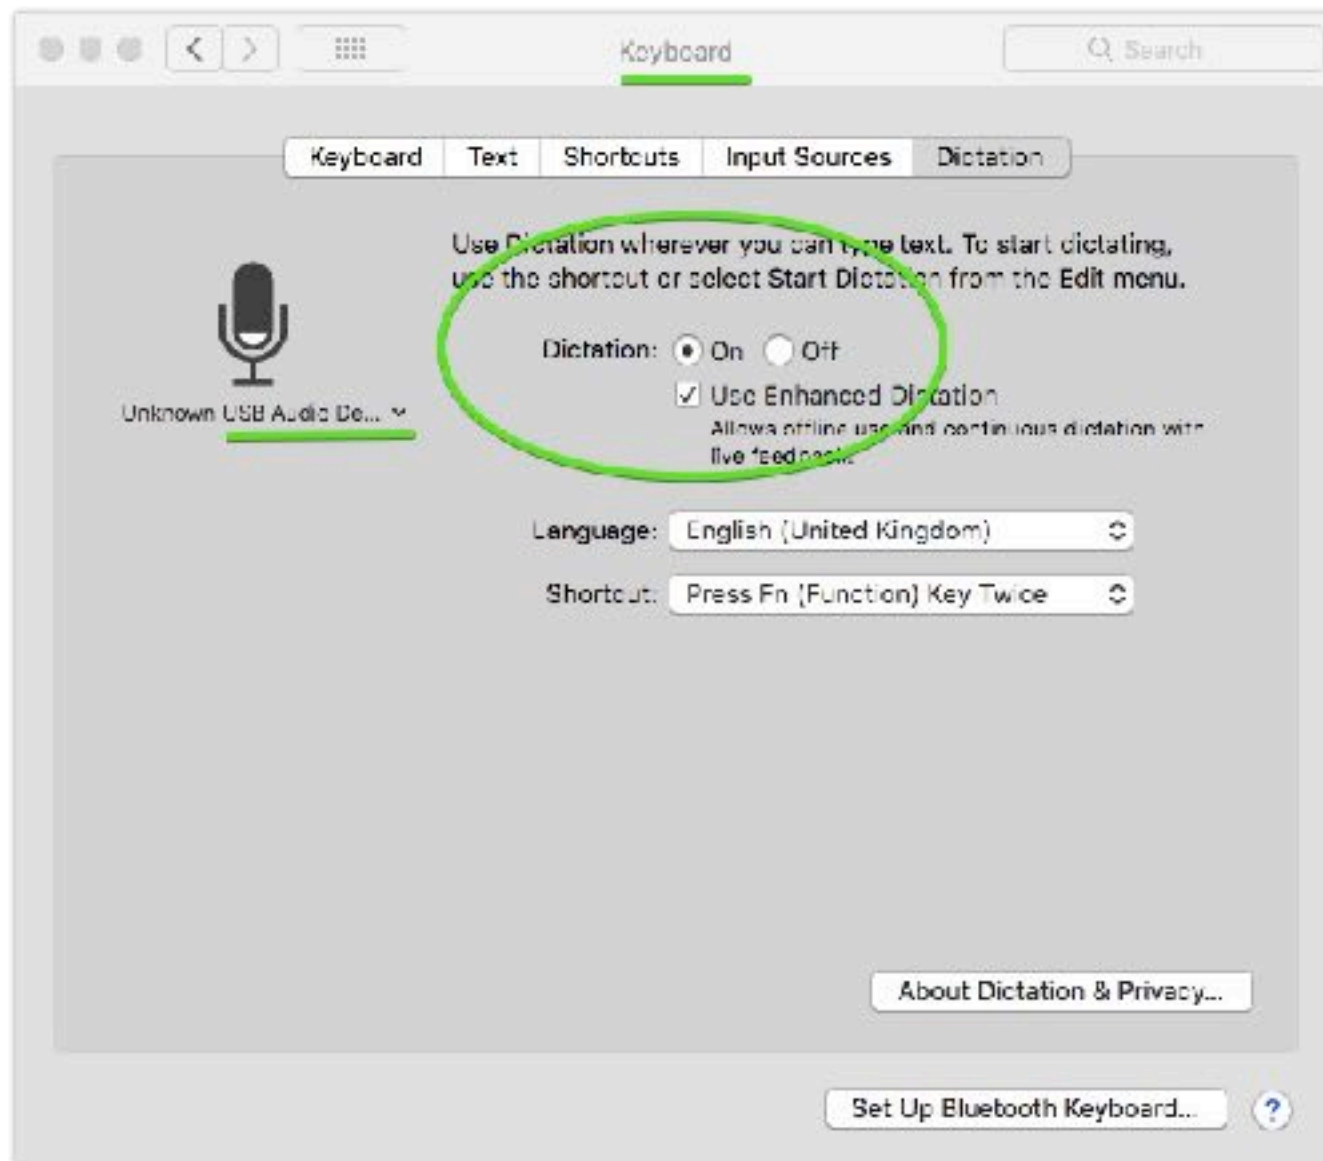 Keyboard
Search
Keyboard Text Shortcuts Input Sources Dictation
Use Dictation wherever you can type text. To start dictating,
use the shortcut or select Start Dictation from the Edit menu.
Dictation: On Off
Use Enhanced Dictation
Allows offline use and continuous dictation with
live feedback.
Unknown USB Audio De...
Language: English (United Kingdom)
Shortcut: Press Fn (Function) Key Twice
About Dictation & Privacy...
Set Up Bluetooth Keyboard... ?